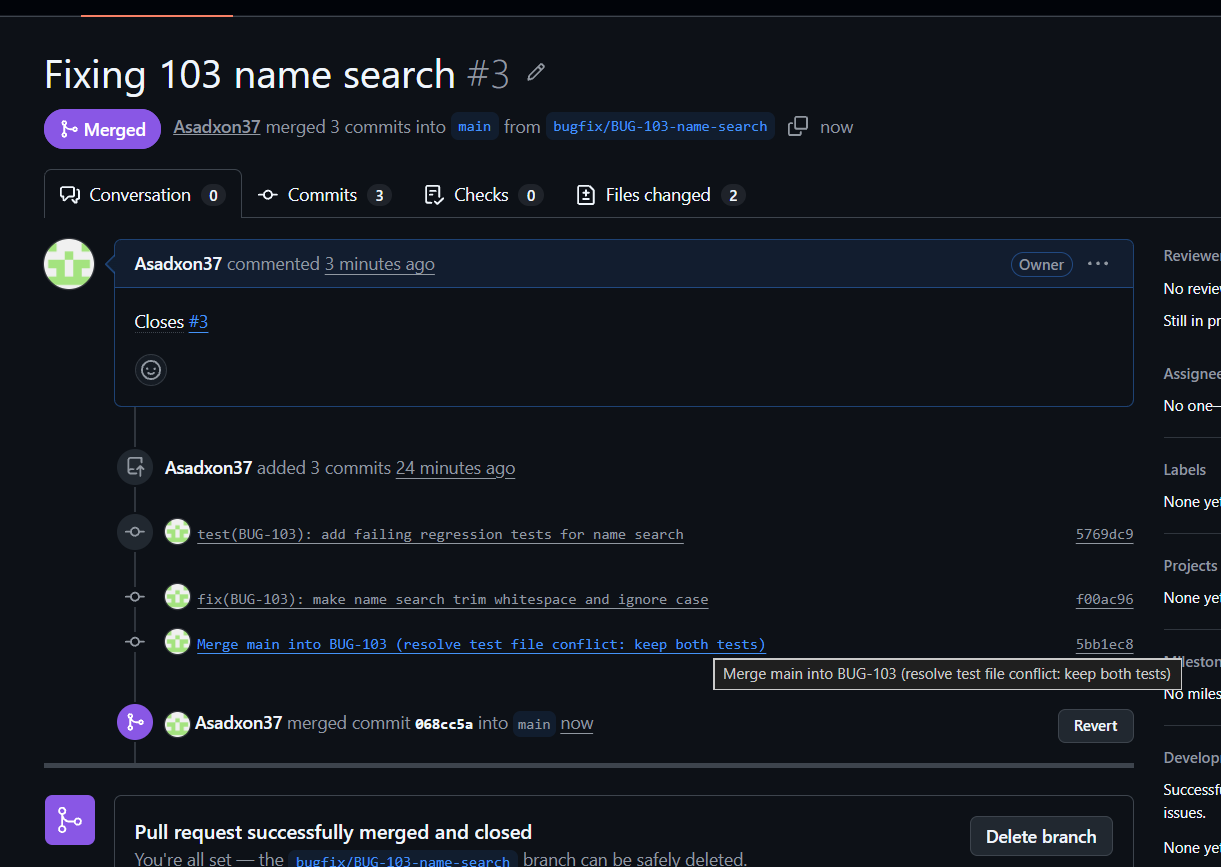 Fixing 103 name search #3
Merged Asadxon37 merged 3 commits into main from bugfix/BUG-103-name-search now
Conversation 0 Commits 3 Checks 0 Files changed 2
Asadxon37 commented 3 minutes ago Owner
Closes #3
Asadxon37 added 3 commits 24 minutes ago
test(BUG-103): add failing regression tests for name search 5769dc9
fix(BUG-103): make name search trim whitespace and ignore case f00ac96
Merge main into BUG-103 (resolve test file conflict: keep both tests) 5bb1ec8
Merge main into BUG-103 (resolve test file conflict: keep both tests)
Asadxon37 merged commit 068cc5a into main now Revert
Pull request successfully merged and closed
You're all set — the bugfix/BUG-103-name-search branch can be safely deleted.
Delete branch
No
Still in
Assignee
No one—
Labels
None yet
Projects
None yet
No
issues.
None yet